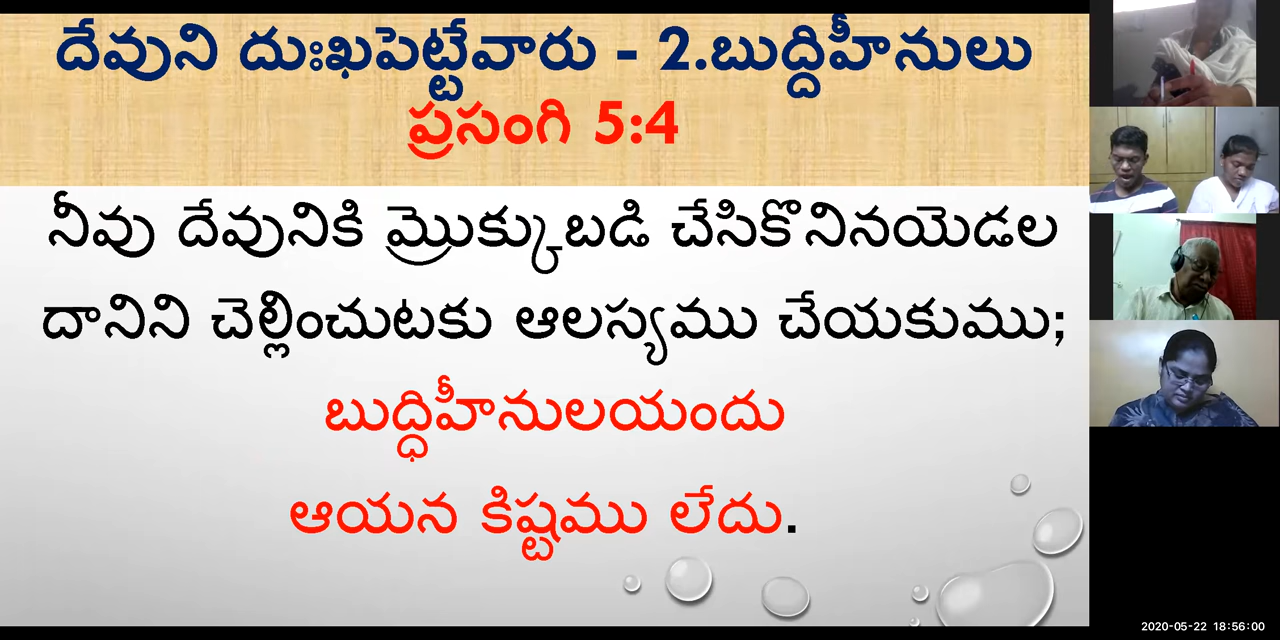 దేవుని దుఃఖపెట్టేవారు - 2.బుద్దిహీనులు
ప్రసంగి 5:4
నీవు దేవునికి మ్రొక్కుబడి చేసికొనినయెడల
దానిని చెల్లించుటకు ఆలస్యము చేయకుము;
బుద్ధిహీనులయందు
ఆయన కిష్టము లేదు.
2020-05-22 18:56:00